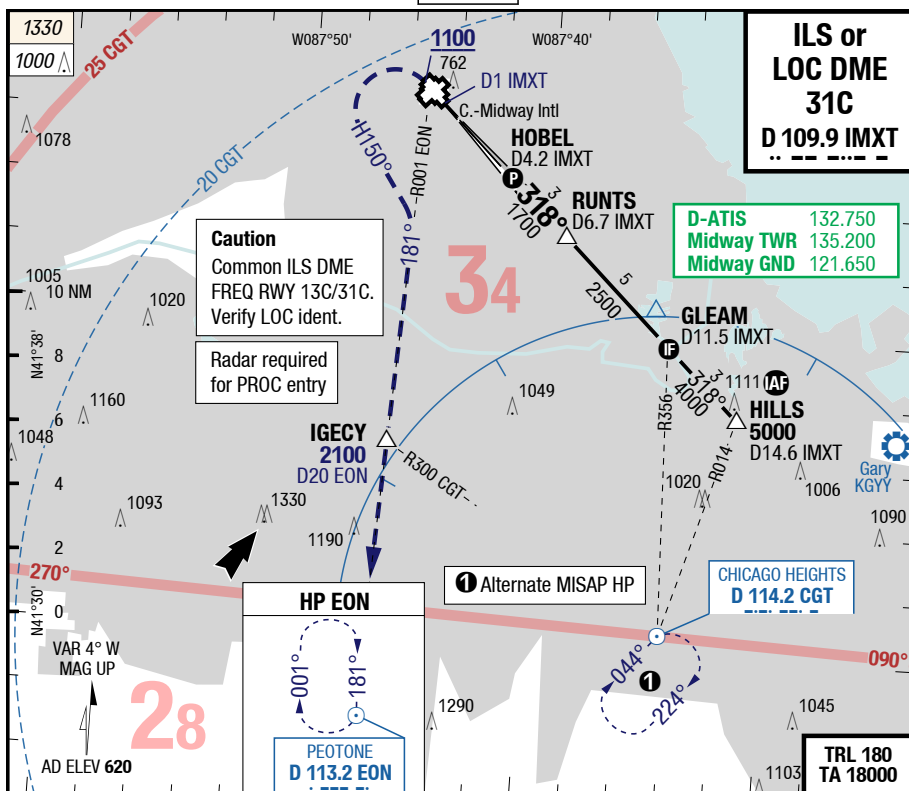 1330
1000
25 CGT
W087°50'
1100
W087°40'
762
D1 IMXT
C.-Midway Intl
ILS or
LOC DME
31C
D 109.9 IMXT
1078
20 CGT
H150°
R001 EON
181°
HOBEL
D4.2 IMXT
P
318°
3
1700
RUNTS
D6.7 IMXT
D-ATIS 132.750
Midway TWR 135.200
Midway GND 121.650
Caution
Common ILS DME
FREQ RWY 13C/31C.
Verify LOC ident.
Radar required
for PROC entry
34
5
2500
1005
10 NM
1020
N41°38'
8
GLEAM
D11.5 IMXT
IF
3
318°
4000
1111
IAF
HILLS
5000
D14.6 IMXT
1049
1160
6
1048
IGECY
2100
D20 EON
R300 CGT
R356
R014
Gary
KGYY
4
1020
1006
1093
1330
1190
1090
2
270°
N41°30'
0
1 Alternate MISAP HP
CHICAGO HEIGHTS
D 114.2 CGT
090°
HP EON
001°
181°
044°
224°
1
VAR 4° W
MAG UP
28
1290
1045
PEOTONE
D 113.2 EON
AD ELEV 620
1103
TRL 180
TA 18000